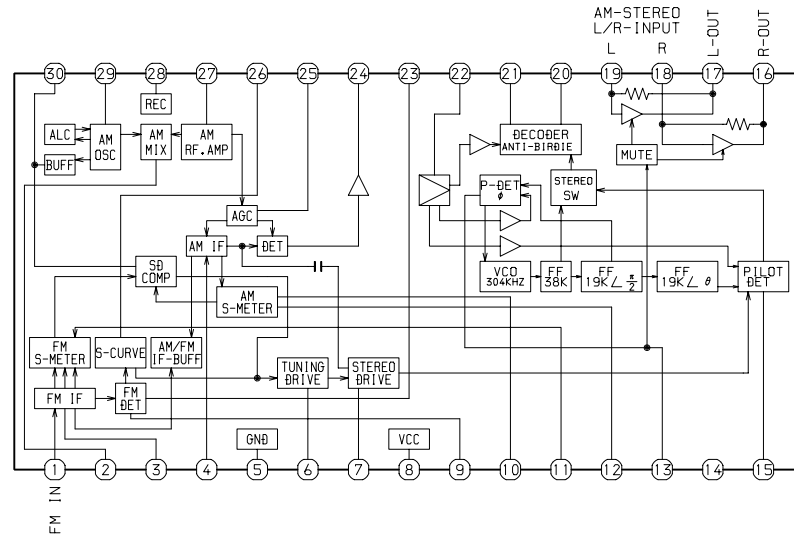 AM-STEREO
L/R-INPUT
L R L-OUT R-OUT
30 29 28 27 26 25 24 23 22 21 20 19 18 17 16
REC
ALC
AM
OSC
AM
MIX
AM
RF.AMP
BUFF
DECODER
ANTI-BIRDIE
MUTE
P-DET
φ
STEREO
SW
AGC
AM IF
DET
SD
COMP
AM
S-METER
VCO
304KHZ
FF
38K
FF
19K∠ π/2
FF
19K∠ θ
PILOT
DET
FM
S-METER
S-CURVE
AM/FM
IF-BUFF
TUNING
DRIVE
STEREO
DRIVE
FM IF
FM
DET
GND
VCC
1 2 3 4 5 6 7 8 9 10 11 12 13 14 15
FM IN